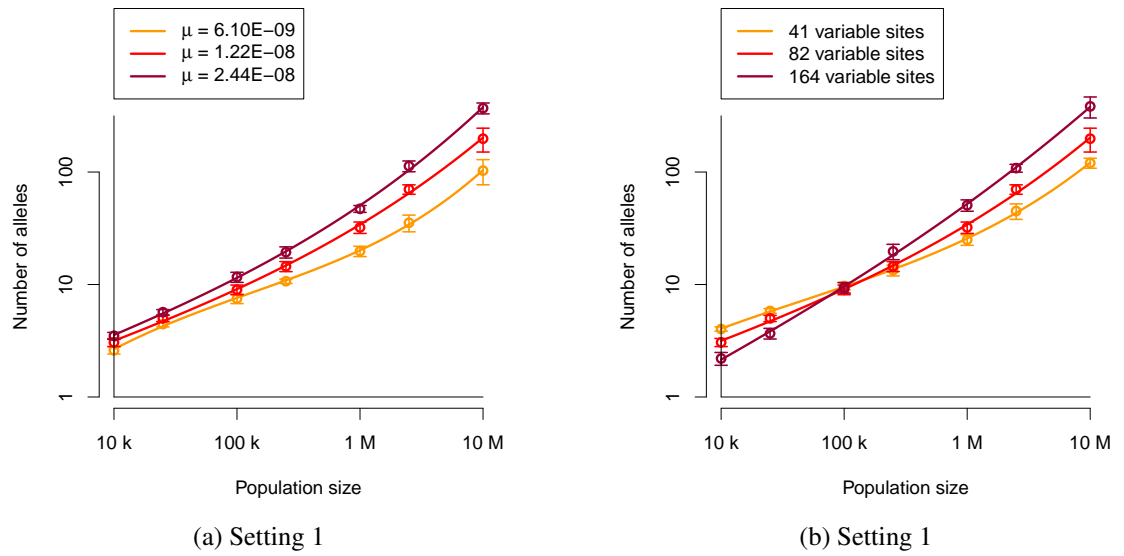 μ = 6.10E−09
μ = 1.22E−08
μ = 2.44E−08
Number of alleles
100
10
1
10 k
100 k
1 M
10 M
Population size
(a) Setting 1
41 variable sites
82 variable sites
164 variable sites
Number of alleles
100
10
1
10 k
100 k
1 M
10 M
Population size
(b) Setting 1